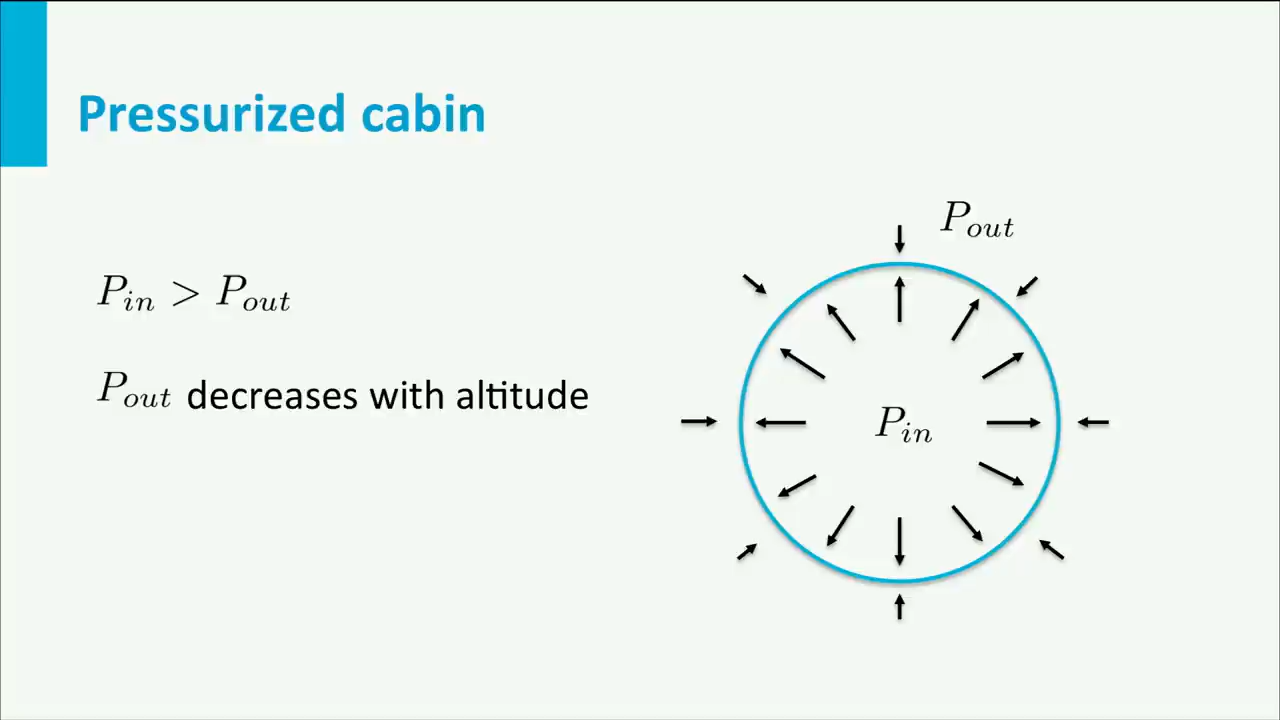 Pressurized cabin
P_in > P_out
P_out decreases with altitude
P_out
P_in